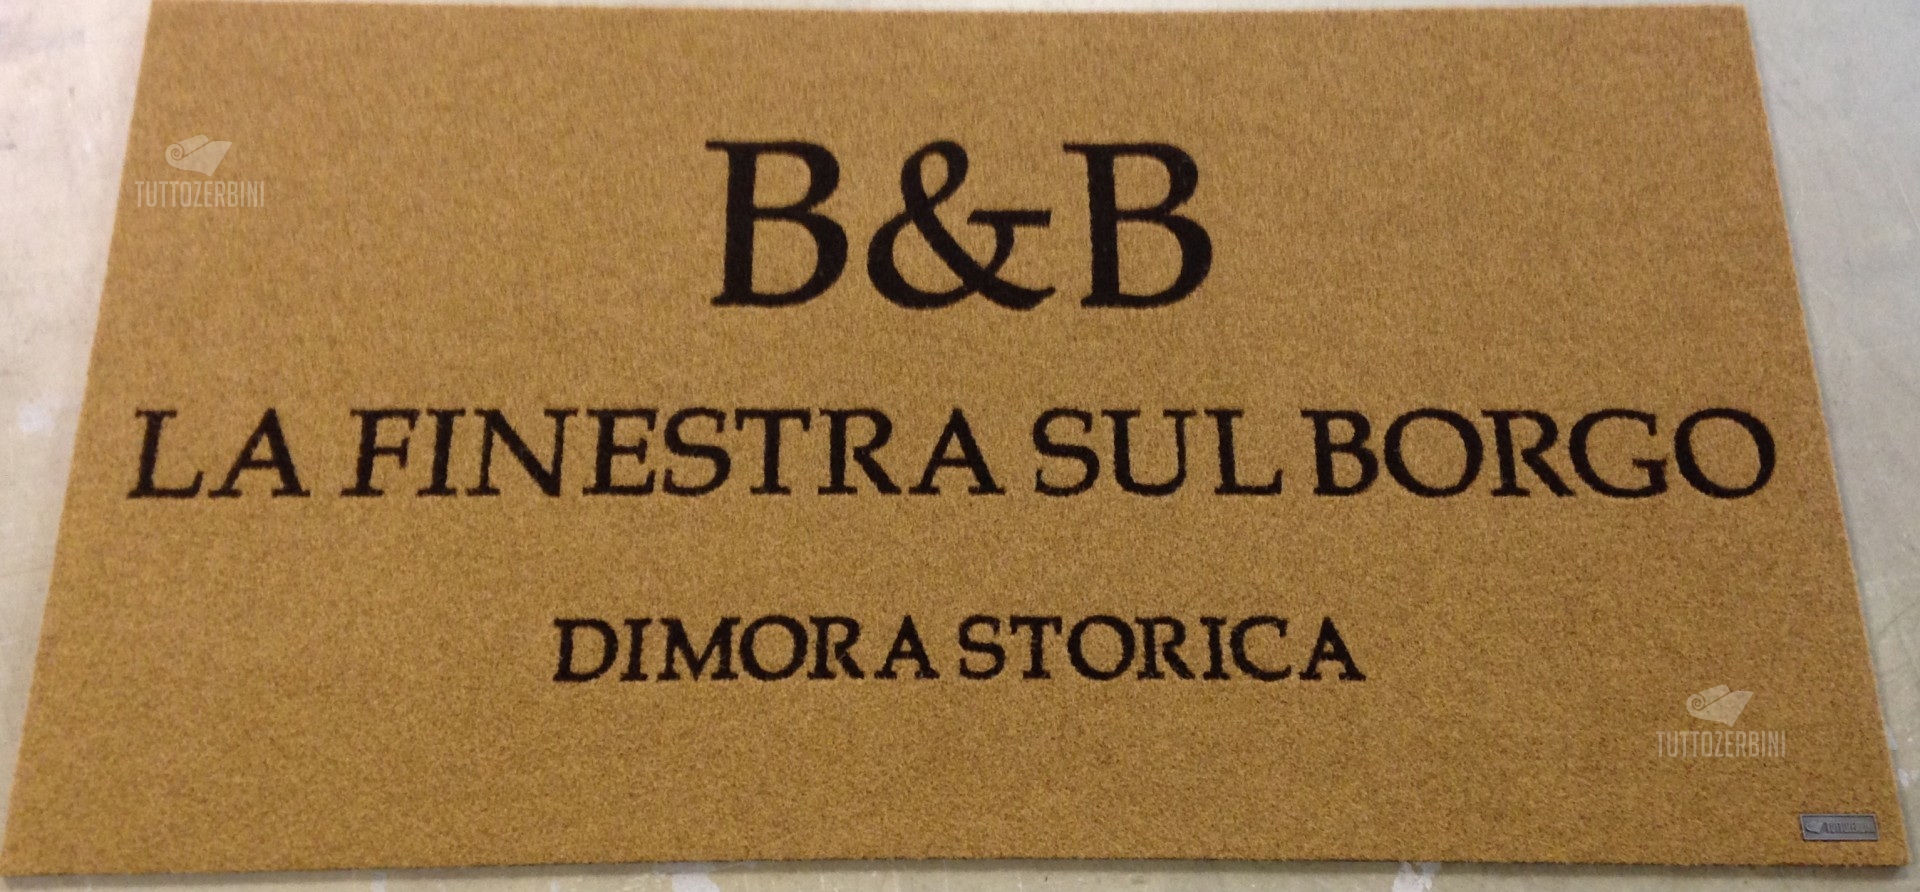 B&B
TUTTOZERBINI
LA FINESTRA SUL BORGO
DIMORA STORICA
TUTTOZERBINI